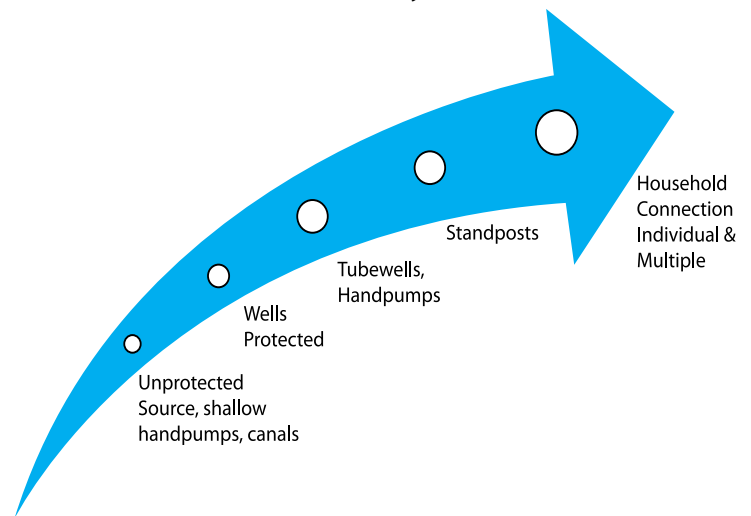 Household
Connection
Individual &
Multiple
Standposts
Tubewells,
Handpumps
Wells
Protected
Unprotected
Source, shallow
handpumps, canals